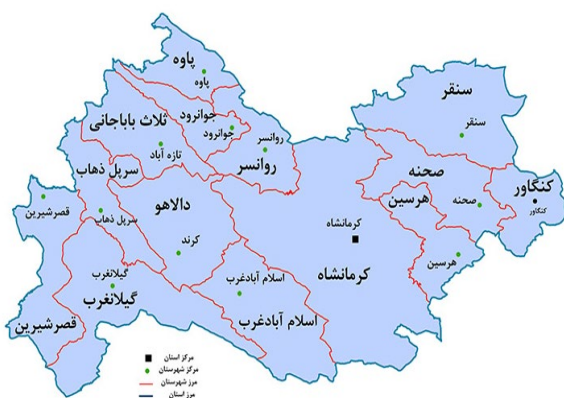 پاوه
پاوه
جوانرود
جوانرود
ثلاث باباجانی
تازه آباد
روانسر
روانسر
سنقر
سنقر
صحنه
صحنه
کنگاور
کنگاور
هرسین
هرسین
سرپل ذهاب
سرپل ذهاب
دالاهو
کرند
قصرشیرین
قصرشیرین
کرمانشاه
کرمانشاه
گیلانغرب
گیلانغرب
اسلام آبادغرب
اسلام آبادغرب
مرکز استان
مرکز شهرستان
مرز شهرستان
مرز استان